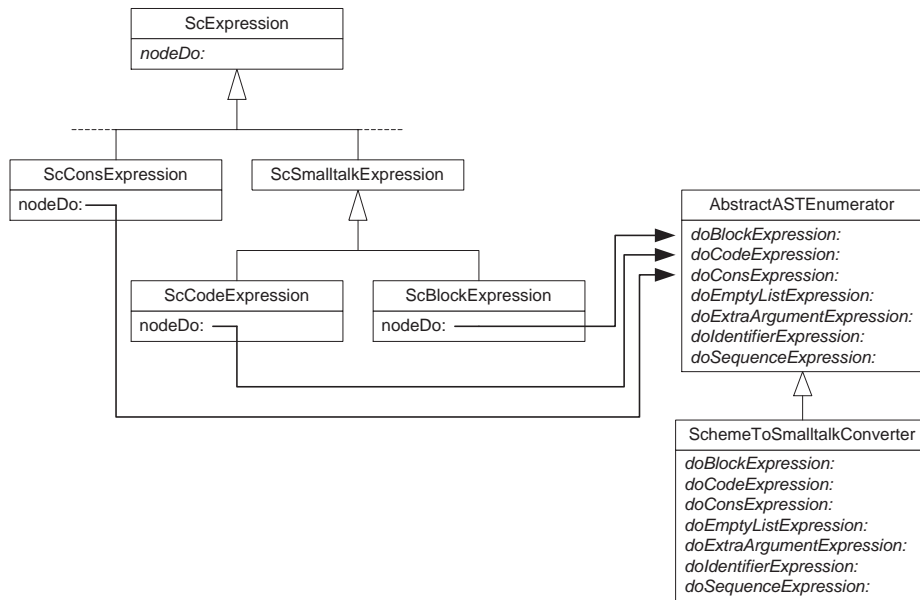 ScExpression
nodeDo:
ScConsExpression
nodeDo:
ScSmalltalkExpression
ScCodeExpression
nodeDo:
ScBlockExpression
nodeDo:
AbstractASTEnumerator
doBlockExpression:
doCodeExpression:
doConsExpression:
doEmptyListExpression:
doExtraArgumentExpression:
doIdentifierExpression:
doSequenceExpression:
SchemeToSmalltalkConverter
doBlockExpression:
doCodeExpression:
doConsExpression:
doEmptyListExpression:
doExtraArgumentExpression:
doIdentifierExpression:
doSequenceExpression: